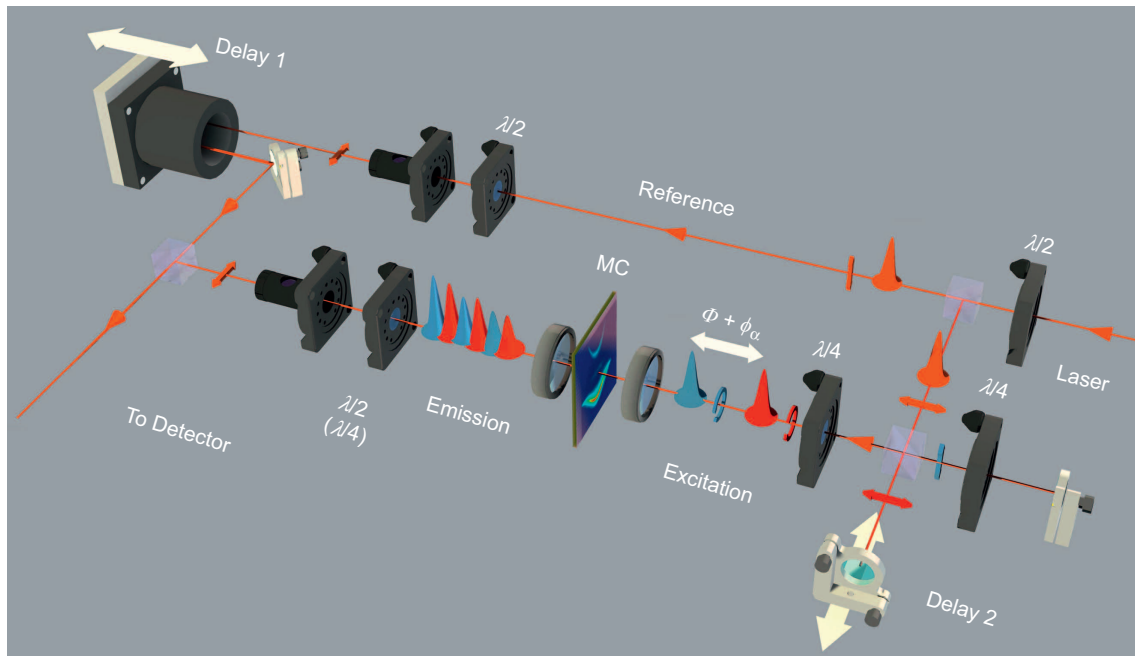 Delay 1
λ/2
Reference
λ/2
MC
Φ + ϕα
λ/4
Laser
λ/4
To Detector
λ/2
(λ/4)
Emission
Excitation
Delay 2